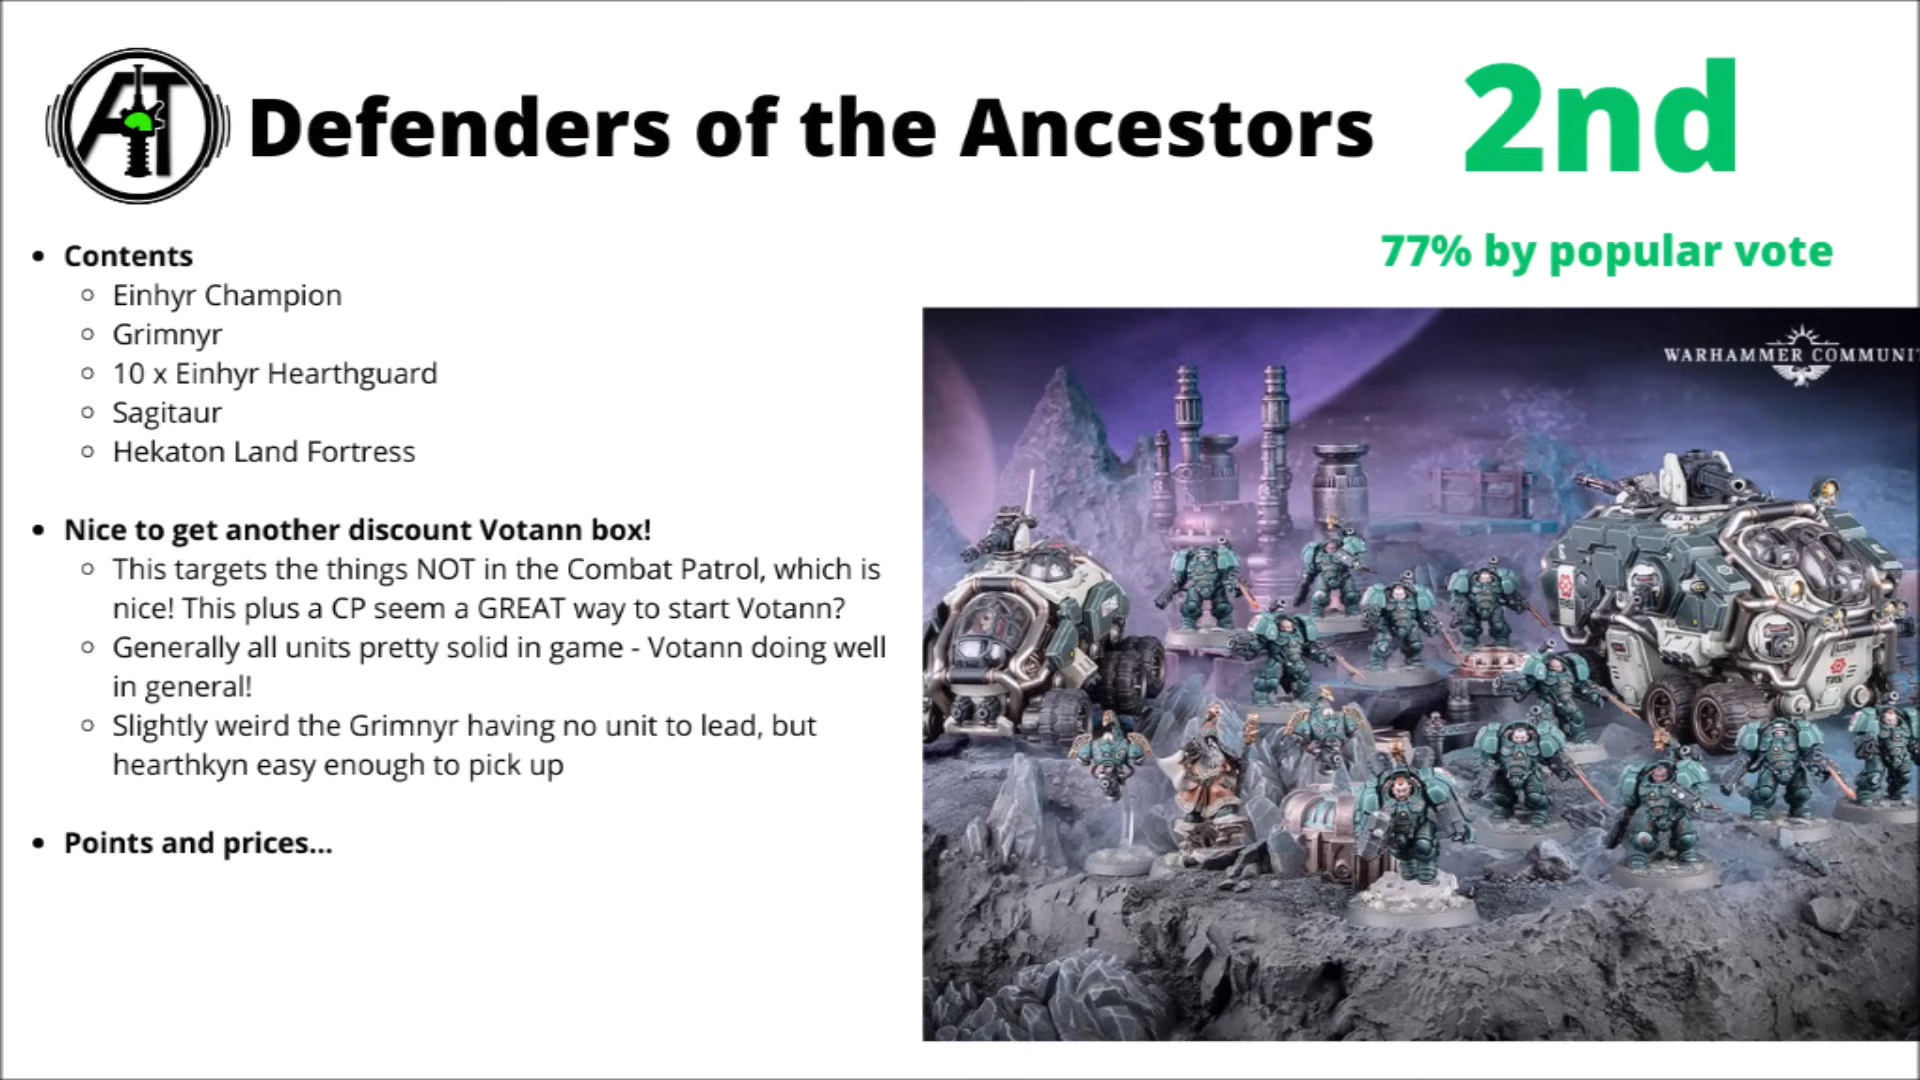 AT
Defenders of the Ancestors
2nd
77% by popular vote
• Contents
◦ Einhyr Champion
◦ Grimnyr
◦ 10 x Einhyr Hearthguard
◦ Sagitaur
◦ Hekaton Land Fortress
• Nice to get another discount Votann box!
◦ This targets the things NOT in the Combat Patrol, which is
nice! This plus a CP seem a GREAT way to start Votann?
◦ Generally all units pretty solid in game - Votann doing well
in general!
◦ Slightly weird the Grimnyr having no unit to lead, but
hearthkyn easy enough to pick up
• Points and prices...
WARHAMMER COMMUNI